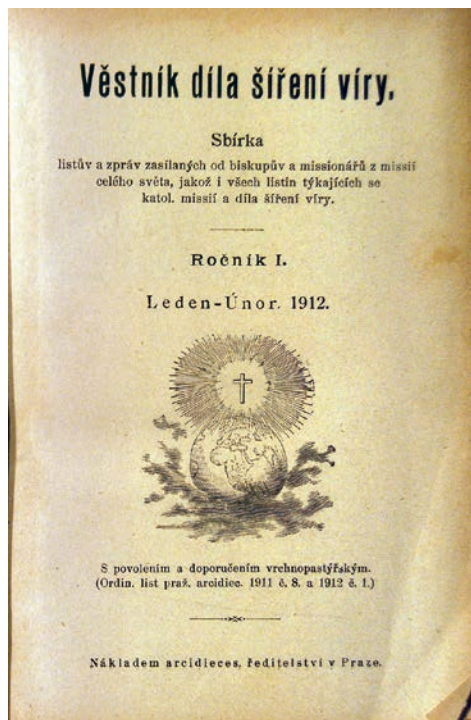 Věstník díla šíření víry.
Sbírka
listův a zpráv zasílaných od biskupův a missionářů z missií
celého světa, jakož i všech listin týkajících se
katol. missií a díla šíření víry.
Ročník I.
Leden-Únor. 1912.
S povolením a doporučením vrchnopastýřským.
(Ordin. list praž. arcidiec. 1911 č. 8. a 1912 č. 1.)
Nákladem arcidieces. ředitelství v Praze.